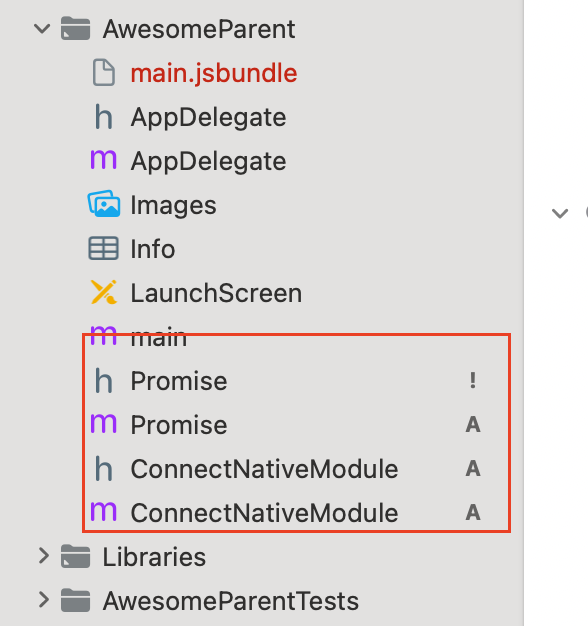 AwesomeParent
main.jsbundle
h AppDelegate
m AppDelegate
Images
Info
LaunchScreen
m main
h Promise !
m Promise A
h ConnectNativeModule A
m ConnectNativeModule A
Libraries
AwesomeParentTests